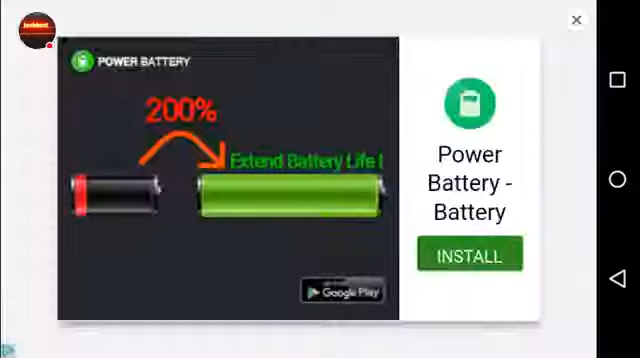 POWER BATTERY
200%
Extend Battery Life !
Google Play
Power
Battery -
Battery
INSTALL